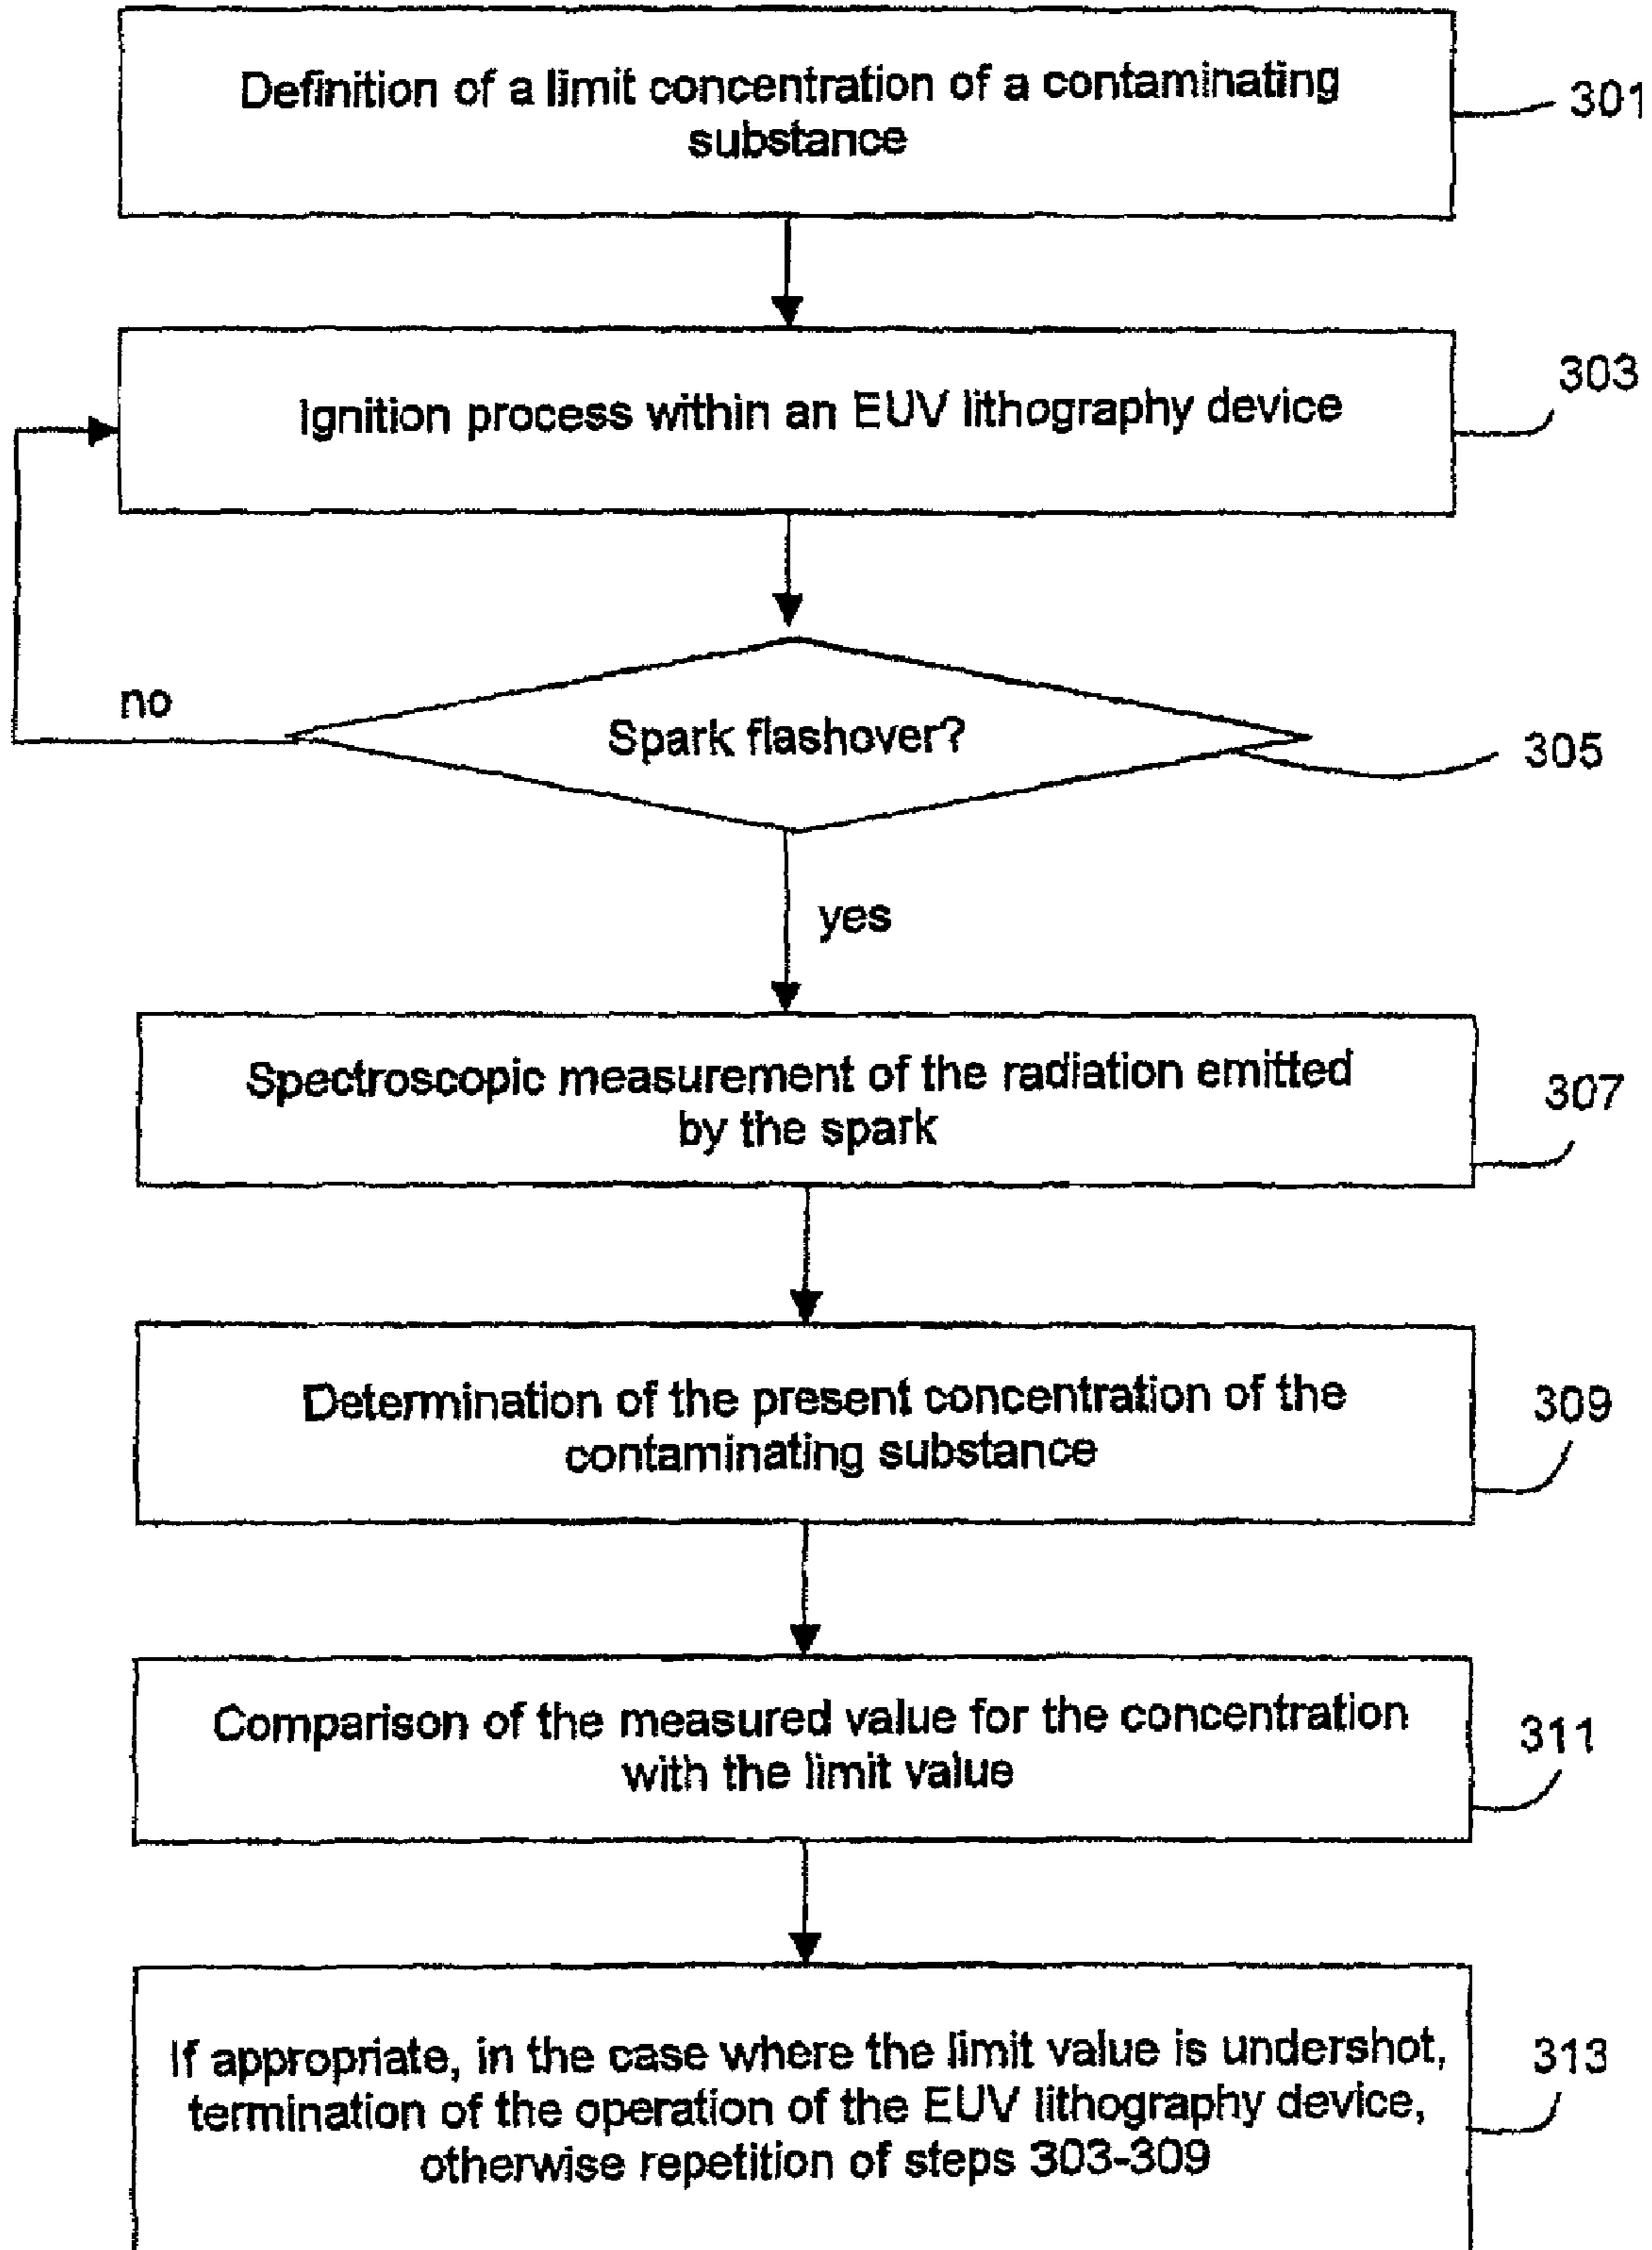 Definition of a limit concentration of a contaminating
substance
301
Ignition process within an EUV lithography device
303
no
Spark flashover?
305
yes
Spectroscopic measurement of the radiation emitted
by the spark
307
Determination of the present concentration of the
contaminating substance
309
Comparison of the measured value for the concentration
with the limit value
311
If appropriate, in the case where the limit value is undershot,
termination of the operation of the EUV lithography device,
otherwise repetition of steps 303-309
313